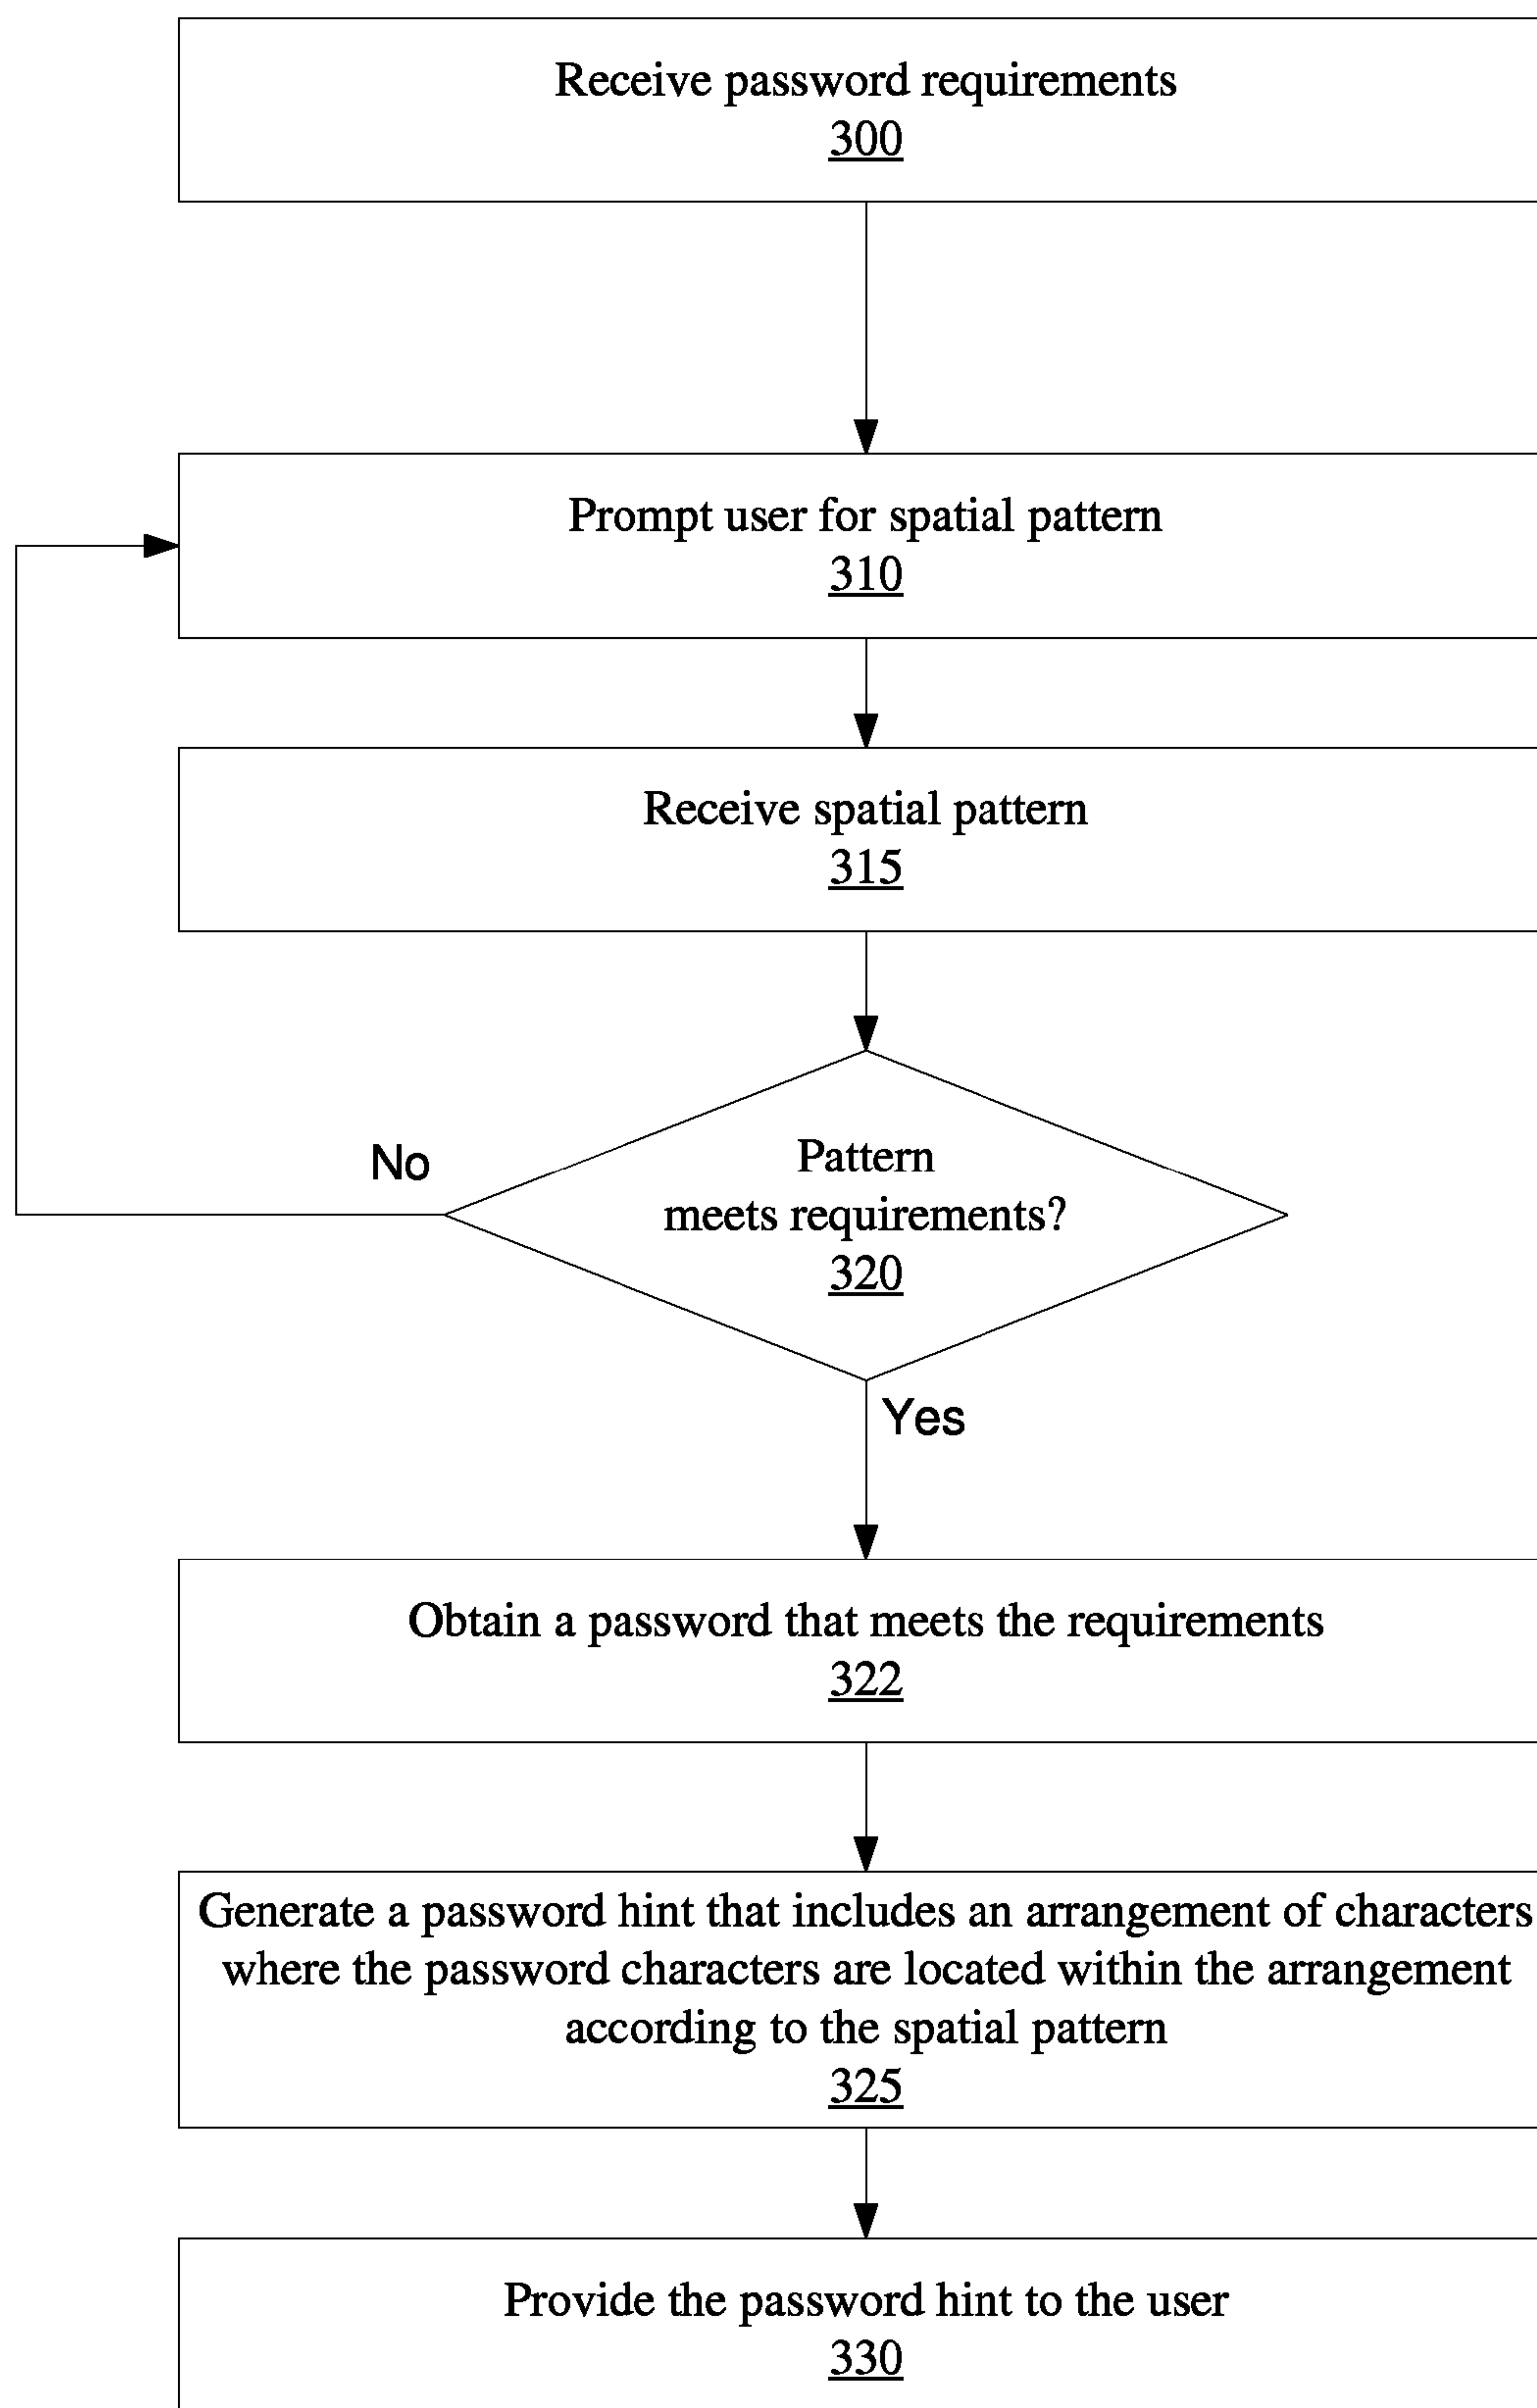 Receive password requirements
300
Prompt user for spatial pattern
310
Receive spatial pattern
315
Pattern
meets requirements?
320
No
Yes
Obtain a password that meets the requirements
322
Generate a password hint that includes an arrangement of characters
where the password characters are located within the arrangement
according to the spatial pattern
325
Provide the password hint to the user
330